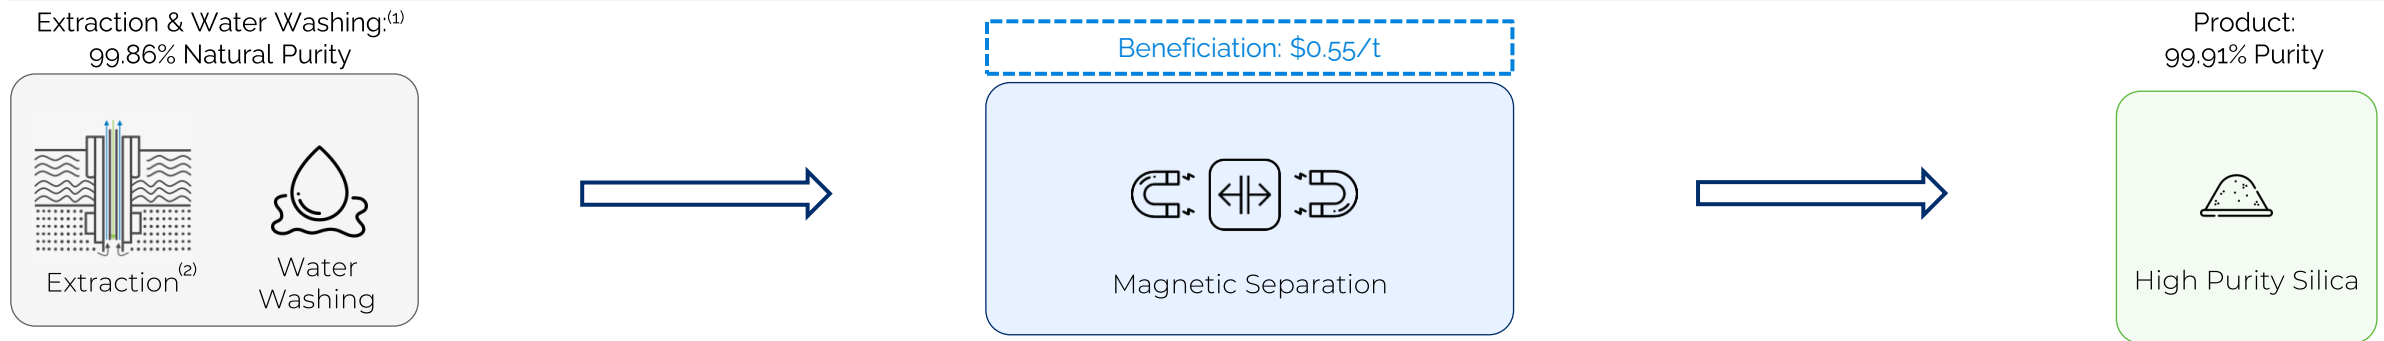 Extraction & Water Washing:(1)
99.86% Natural Purity
Extraction(2)
Water
Washing
Beneficiation: $0.55/t
Magnetic Separation
Product:
99.91% Purity
High Purity Silica